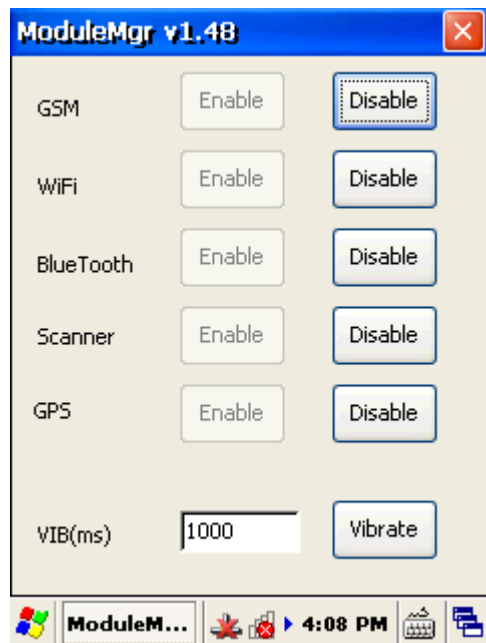 ModuleMgr v1.48
GSM Enable Disable
WiFi Enable Disable
BlueTooth Enable Disable
Scanner Enable Disable
GPS Enable Disable
VIB(ms) 1000 Vibrate
ModuleM... 4:08 PM